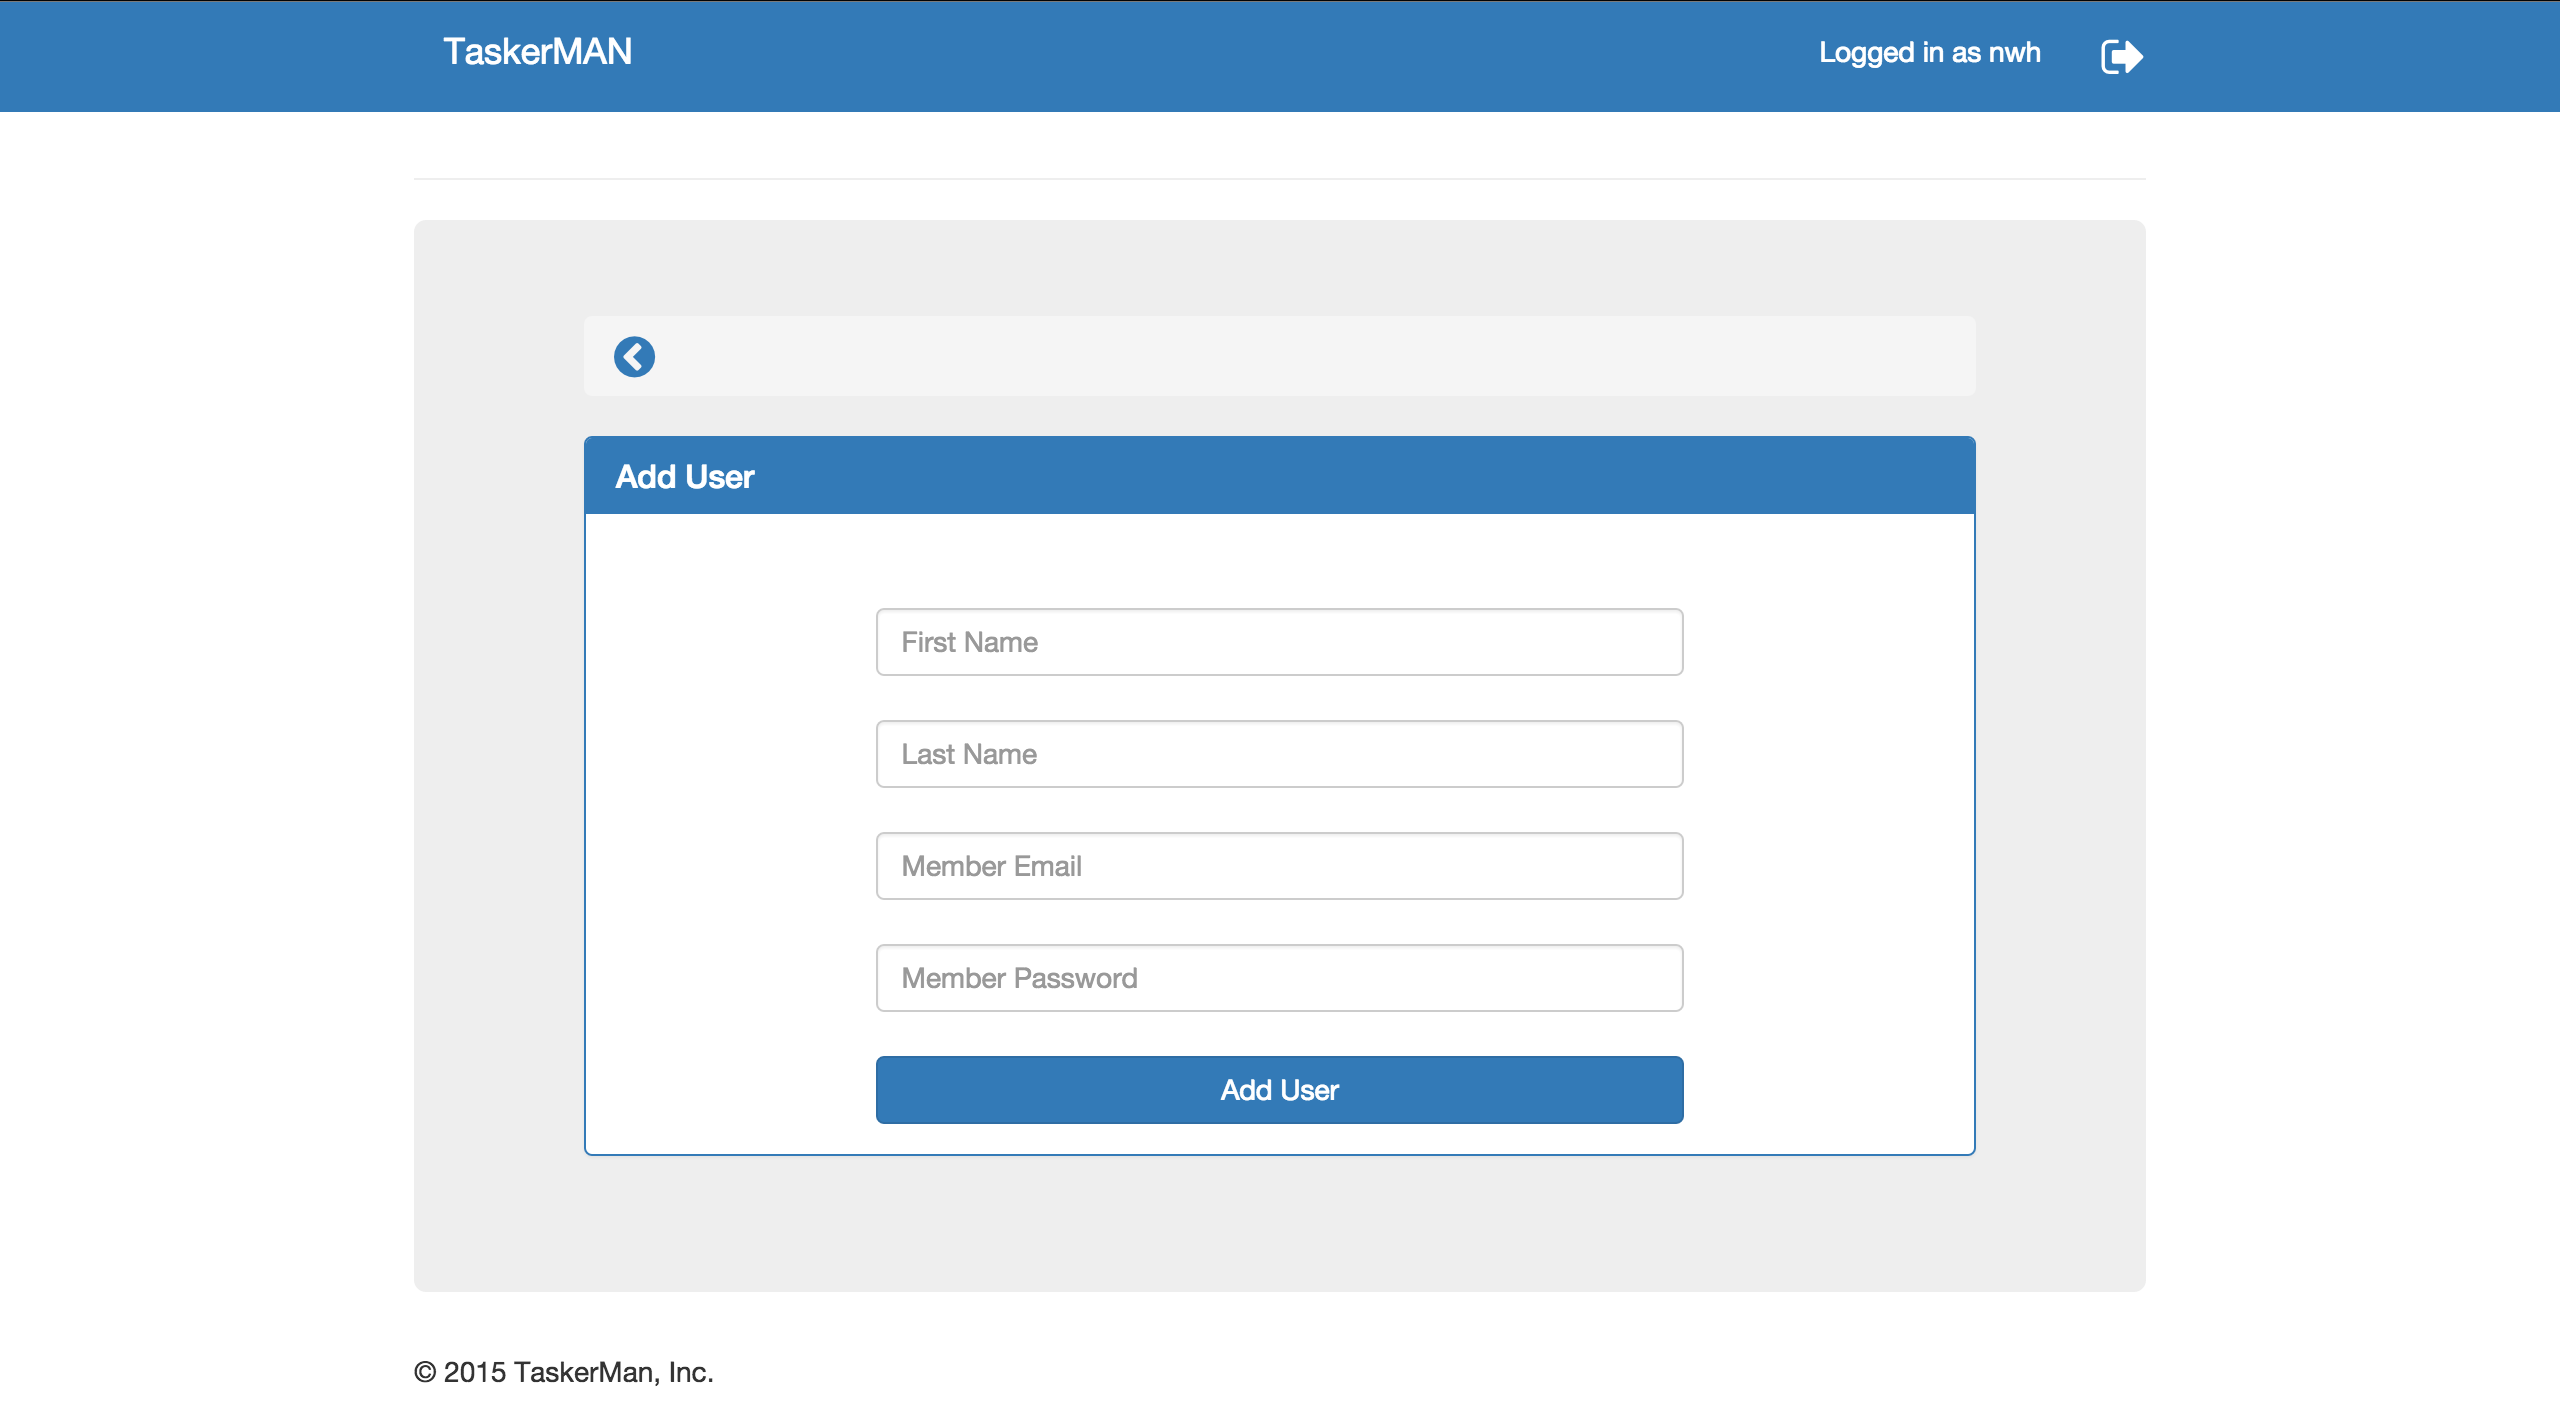 TaskerMAN
Logged in as nwh
Add User
First Name
Last Name
Member Email
Member Password
Add User
© 2015 TaskerMan, Inc.